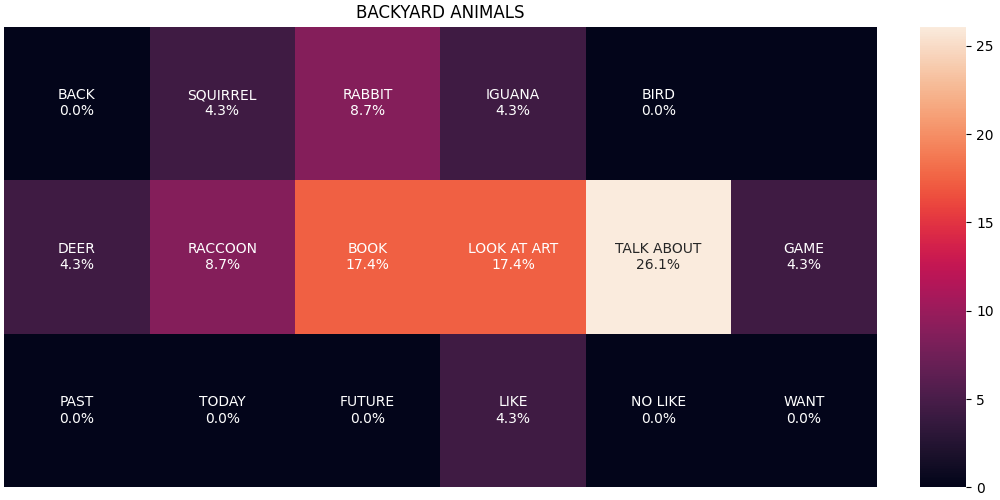 BACKYARD ANIMALS
BACK
0.0%
SQUIRREL
4.3%
RABBIT
8.7%
IGUANA
4.3%
BIRD
0.0%
DEER
4.3%
RACCOON
8.7%
BOOK
17.4%
LOOK AT ART
17.4%
TALK ABOUT
26.1%
GAME
4.3%
PAST
0.0%
TODAY
0.0%
FUTURE
0.0%
LIKE
4.3%
NO LIKE
0.0%
WANT
0.0%
25
20
15
10
5
0